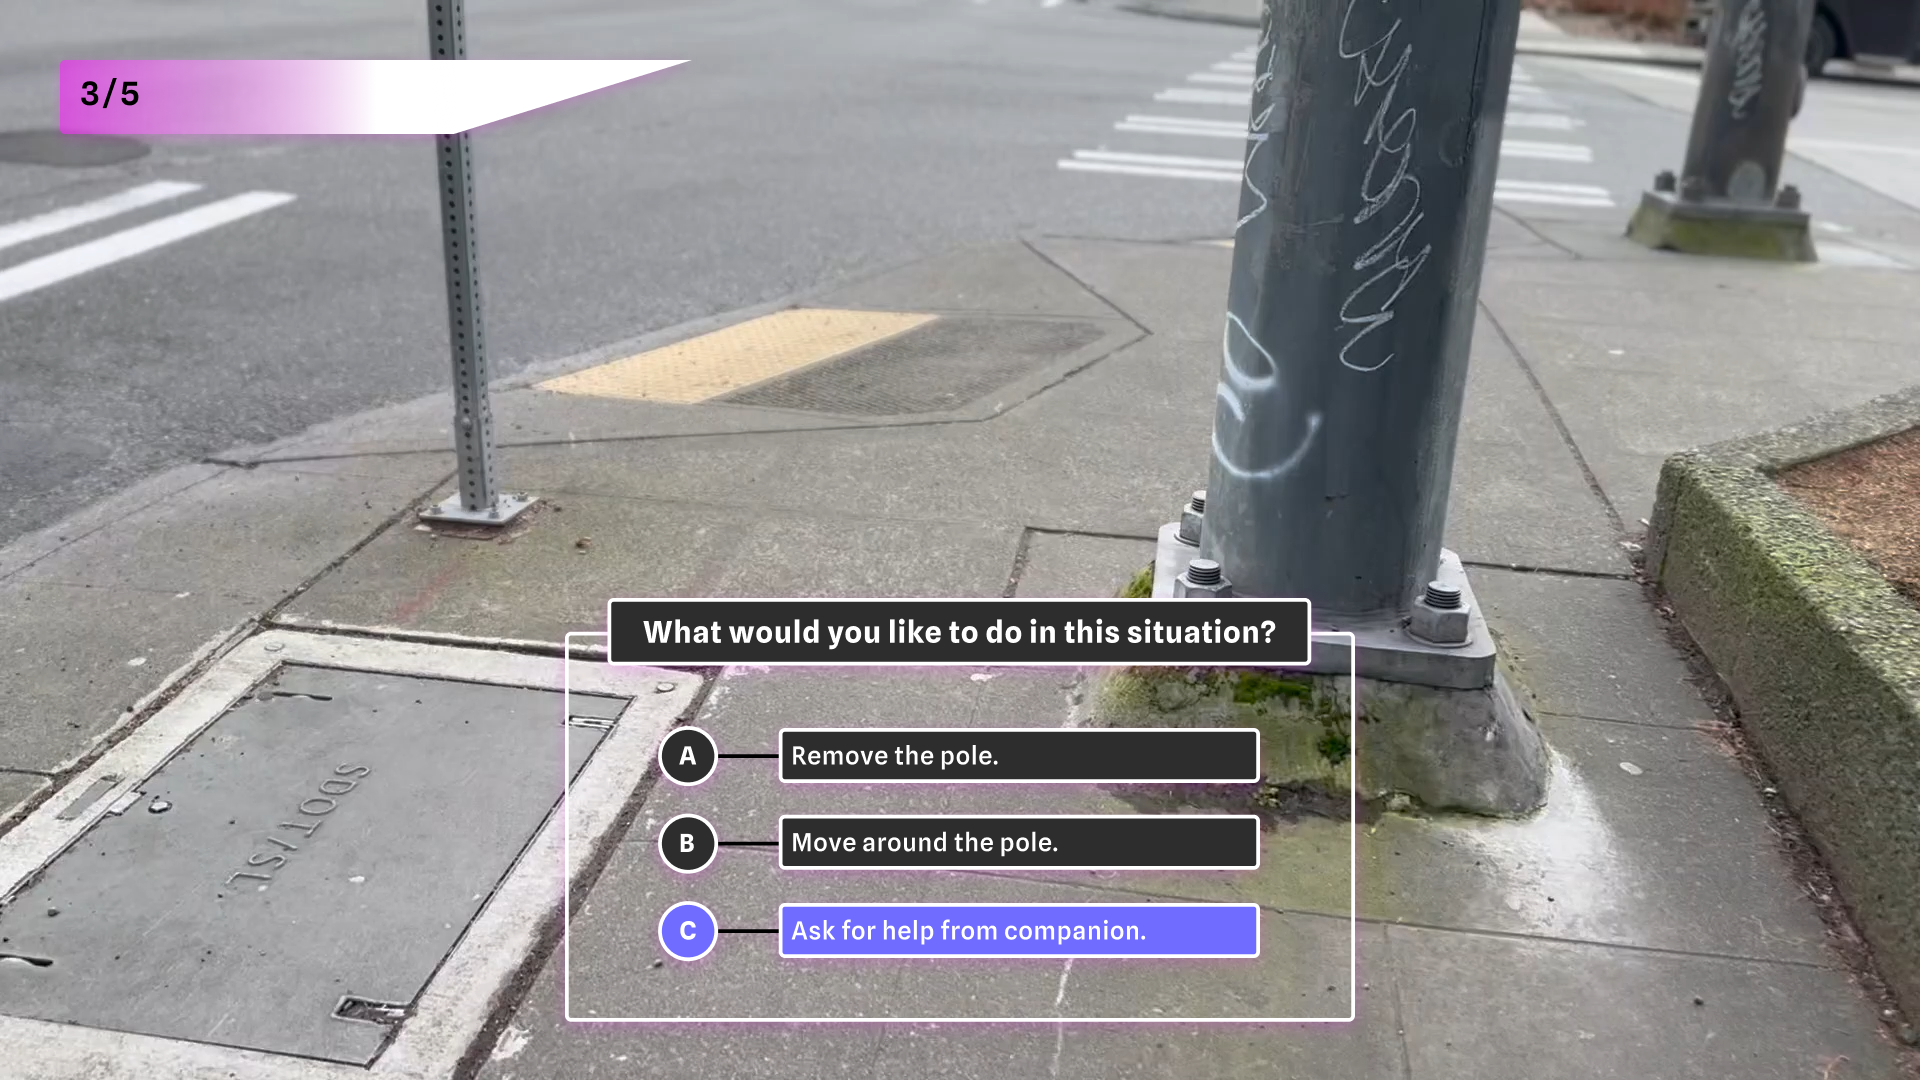 3/5
What would you like to do in this situation?
A Remove the pole.
B Move around the pole.
C Ask for help from companion.
SDOT/SL